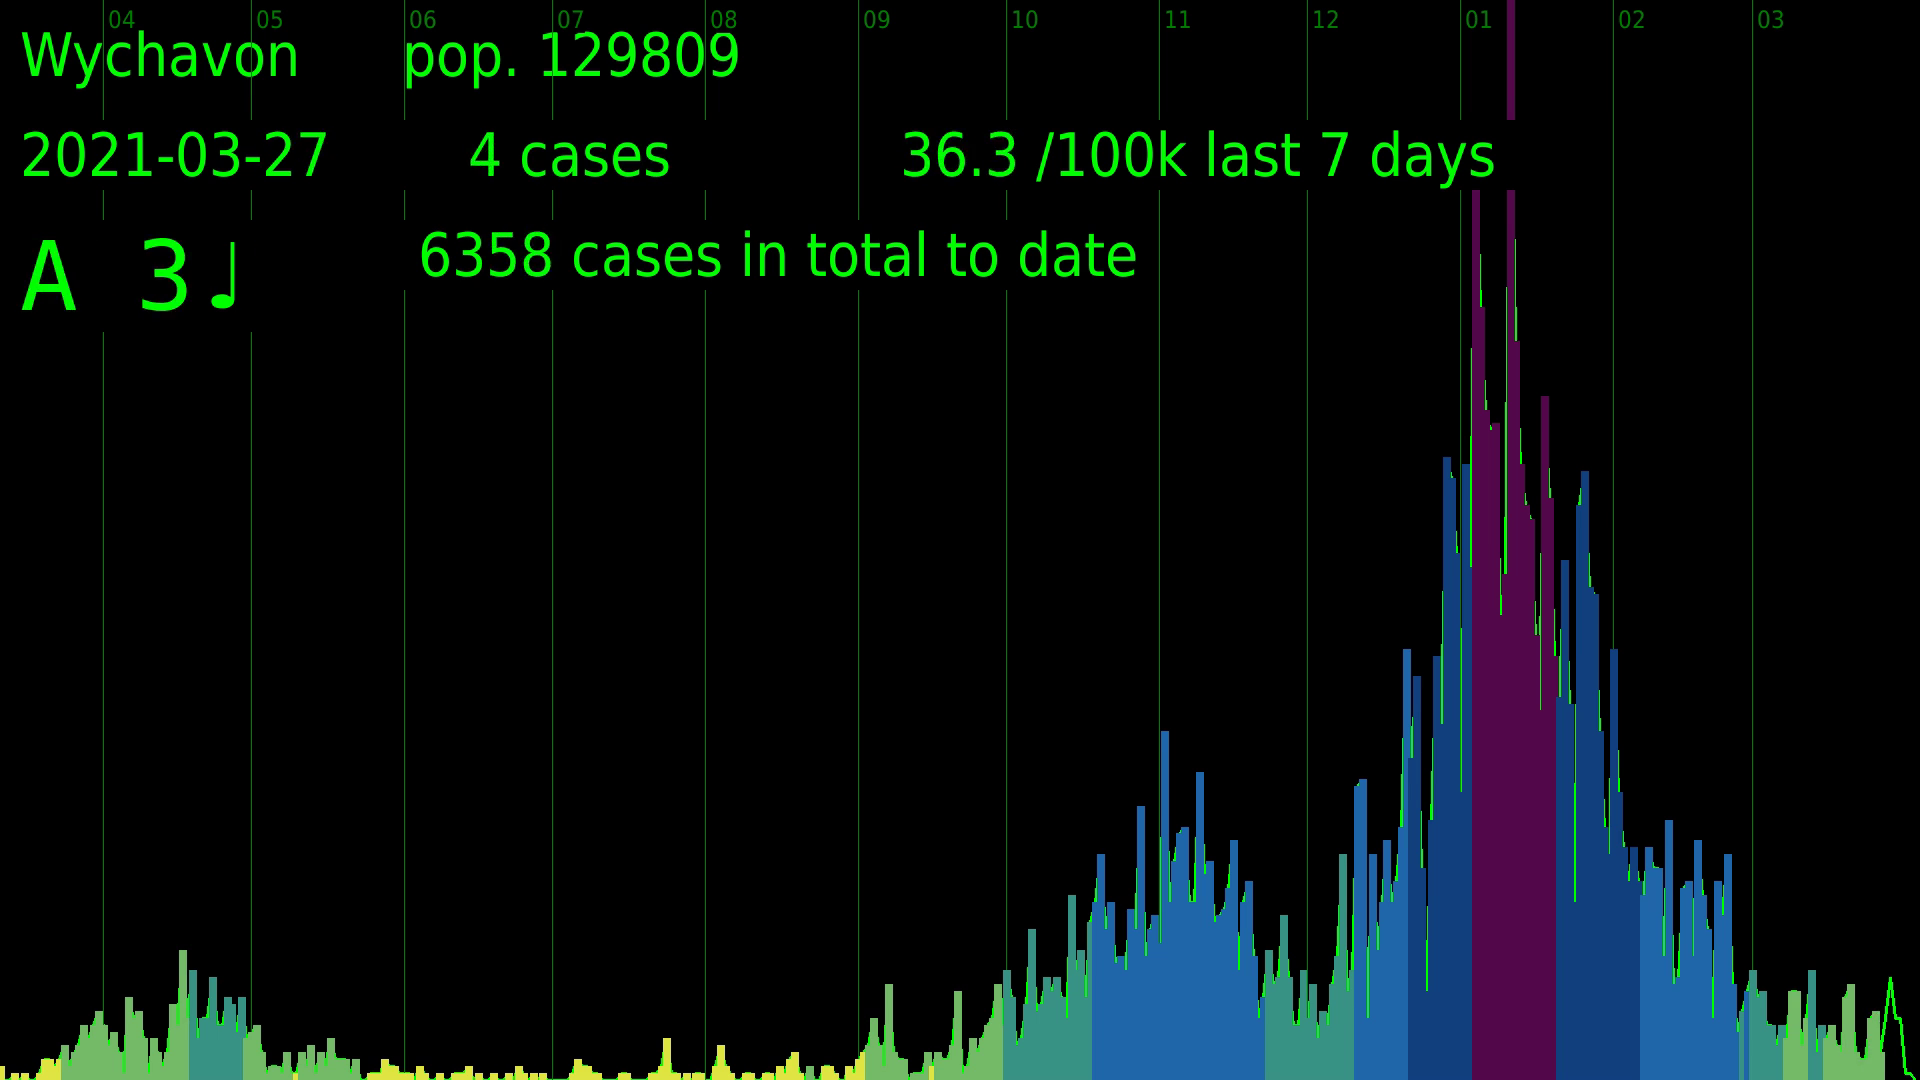 04 05 06 07 08 09 10 11 12 01 02 03
Wychavon pop. 129809
2021-03-27 4 cases 36.3 /100k last 7 days
A 3♩ 6358 cases in total to date